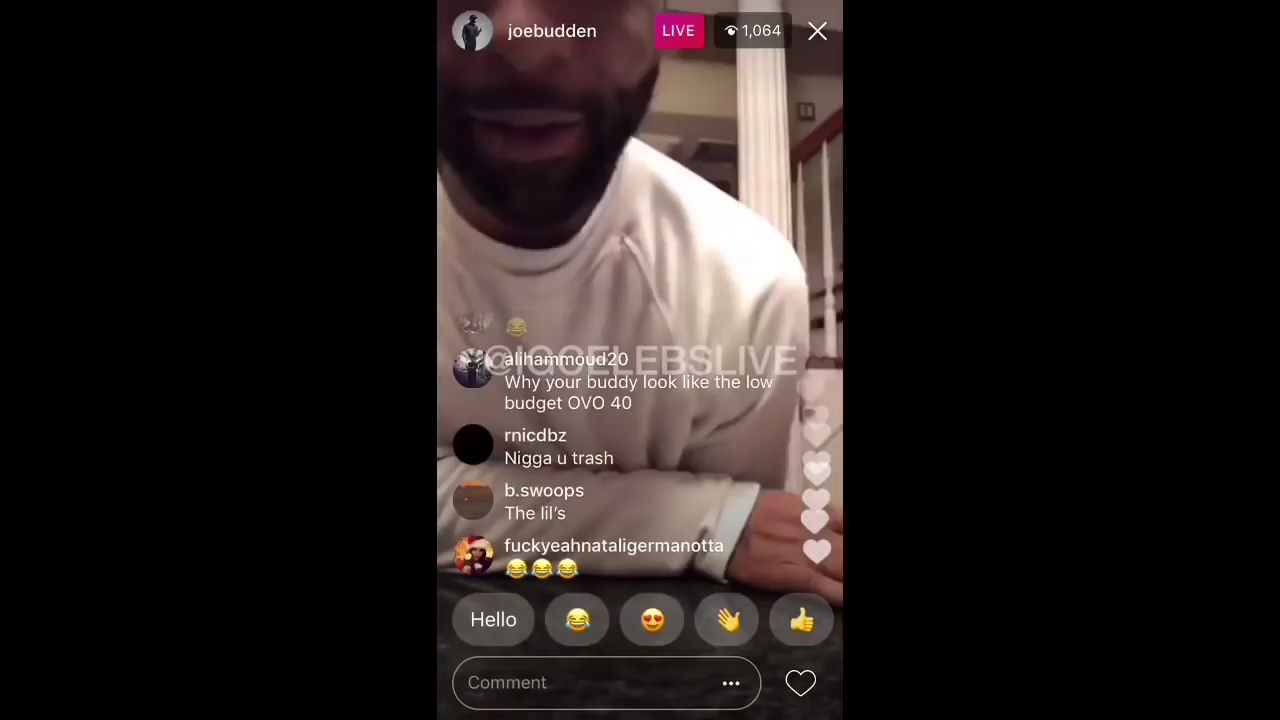 joebudden LIVE 1,064
😂
@IGCELEBSLIVE
alihammoud20
Why your buddy look like the low
budget OVO 40
rnicdbz
Nigga u trash
b.swoops
The lil's
fuckyeahnataligermanotta
😂😂😂
Hello 😂 😍 👋 👍
Comment ...